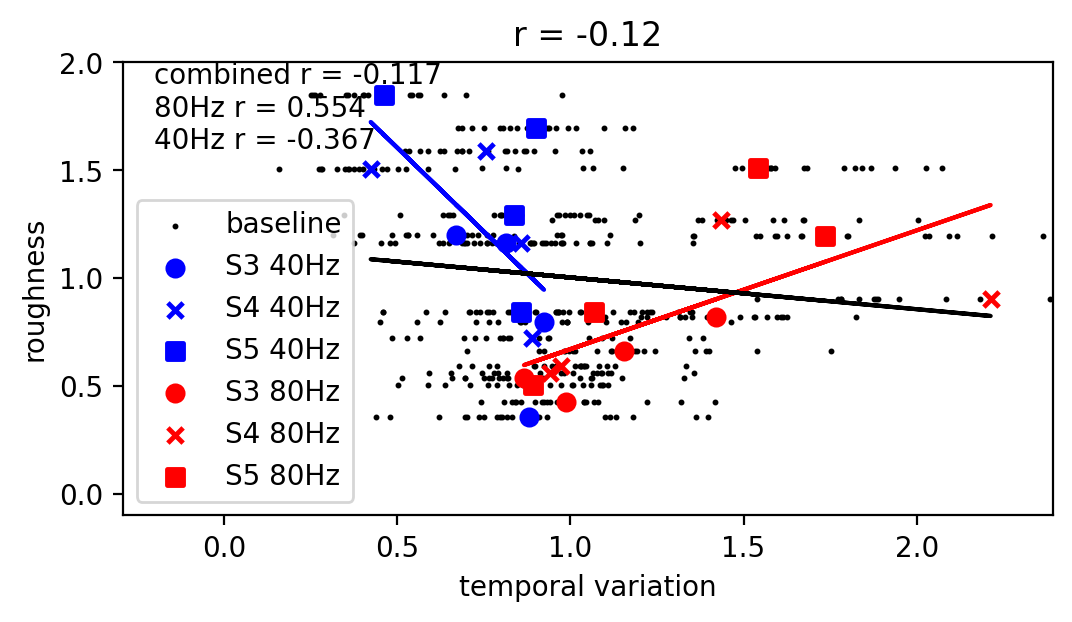 r = -0.12
combined r = -0.117
80Hz r = 0.554
40Hz r = -0.367
2.0
1.5
1.0
0.5
0.0
roughness
baseline
S3 40Hz
S4 40Hz
S5 40Hz
S3 80Hz
S4 80Hz
S5 80Hz
0.0 0.5 1.0 1.5 2.0
temporal variation